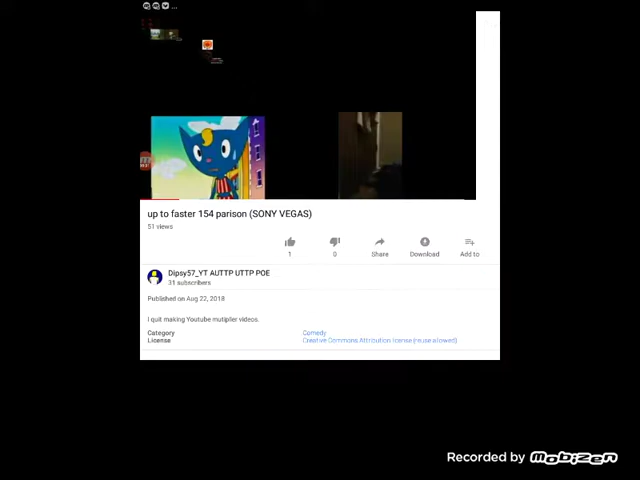 up to faster 154 parison (SONY VEGAS)
51 views
1
0
Share
Download
Add to
Dipsy57_YT AUTTP UTTP POE
31 subscribers
Published on Aug 22, 2018
I quit making Youtube mutiplier videos.
Category
Comedy
License
Creative Commons Attribution license (reuse allowed)
Recorded by Mobizen